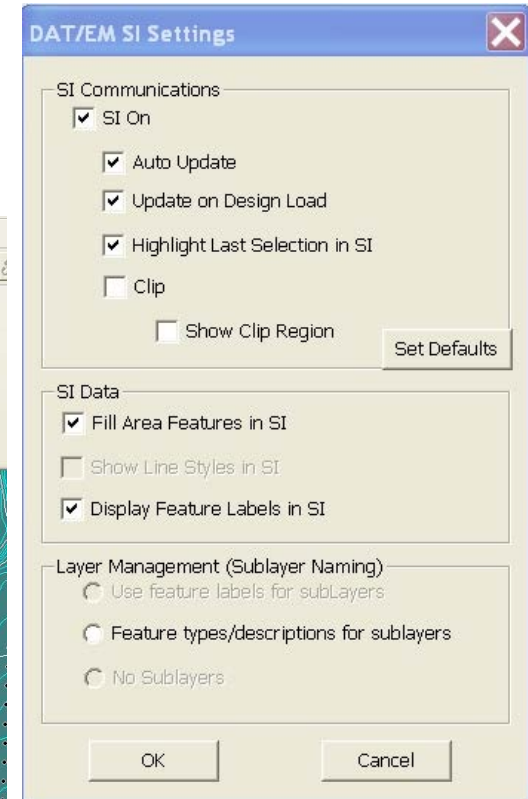 DAT/EM SI Settings
SI Communications
SI On
Auto Update
Update on Design Load
Highlight Last Selection in SI
Clip
Show Clip Region
Set Defaults
SI Data
Fill Area Features in SI
Show Line Styles in SI
Display Feature Labels in SI
Layer Management (Sublayer Naming)
Use feature labels for subLayers
Feature types/descriptions for sublayers
No Sublayers
OK
Cancel